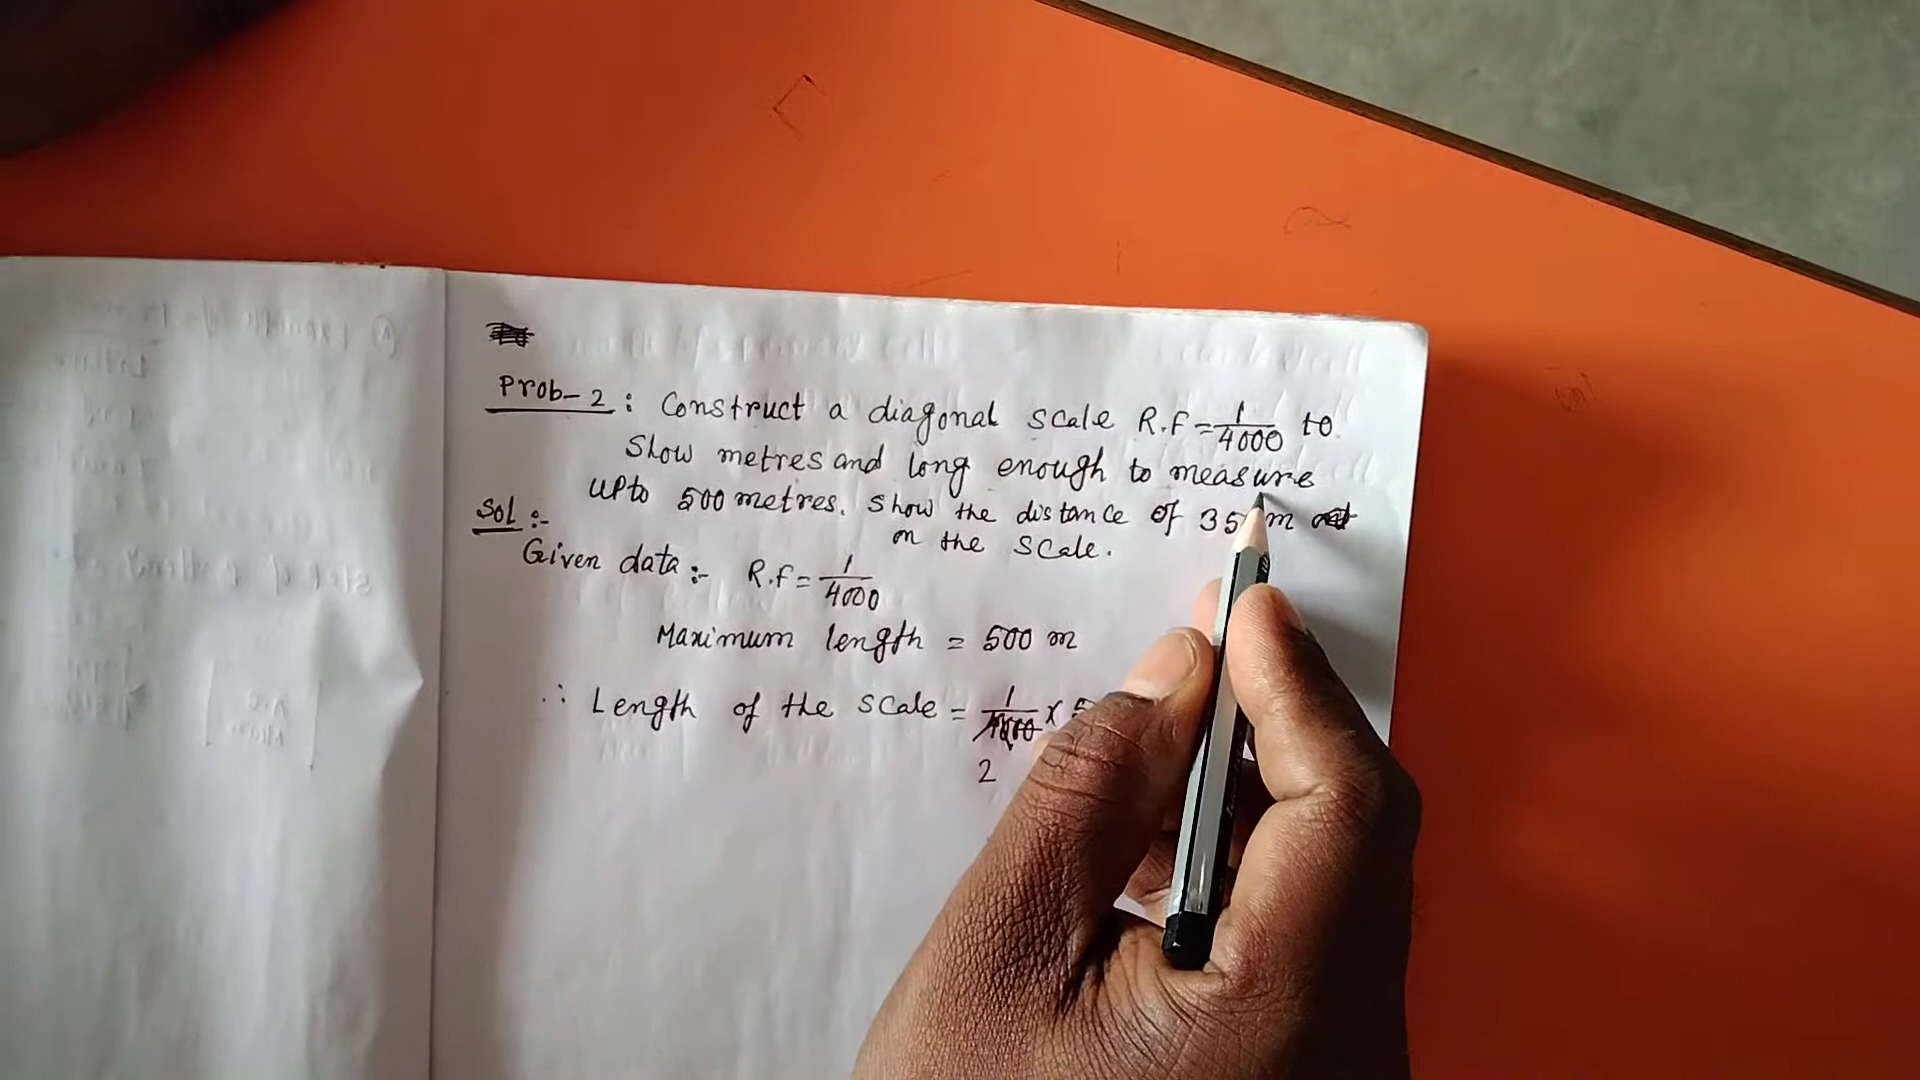 Prob-2 : Construct a diagonal scale R.F = 1/4000 to
Show metres and long enough to measure
upto 500 metres. Show the distance of m
on the scale.
Sol :-
Given data :- R.F = 1/4000
Maximum length = 500 m
∴ Length of the scale = 1/4000 ×
2